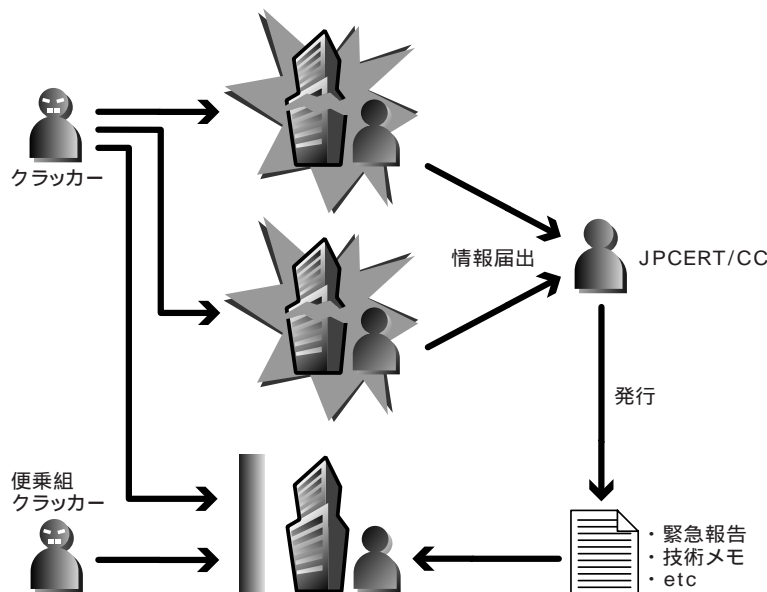 クラッカー
情報届出
JPCERT/CC
発行
便乗組
クラッカー
・緊急報告
・技術メモ
・etc